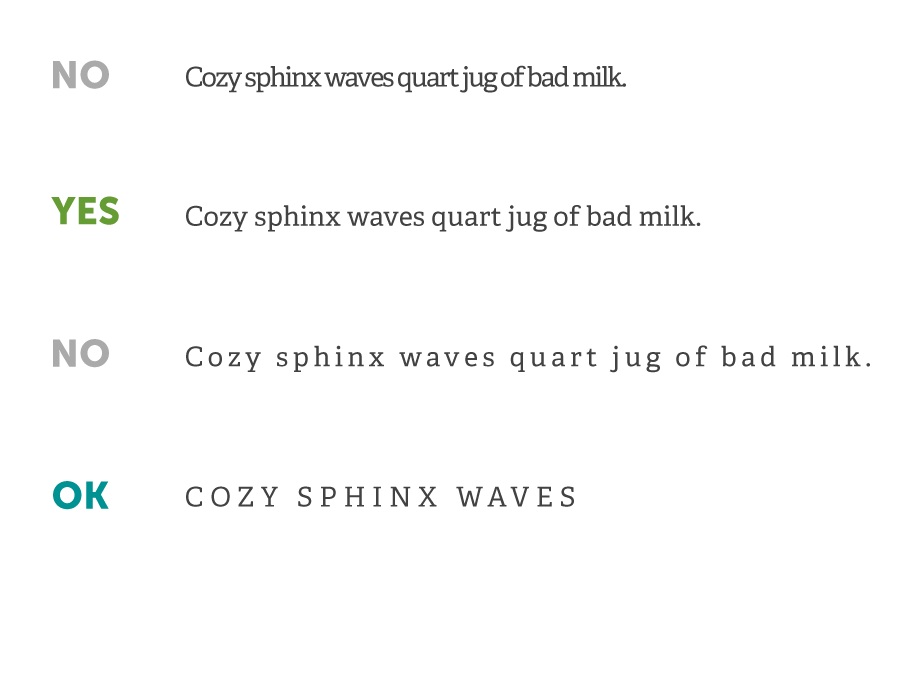 NO Cozy sphinx waves quart jug of bad milk.
YES Cozy sphinx waves quart jug of bad milk.
NO Cozy sphinx waves quart jug of bad milk.
OK COZY SPHINX WAVES